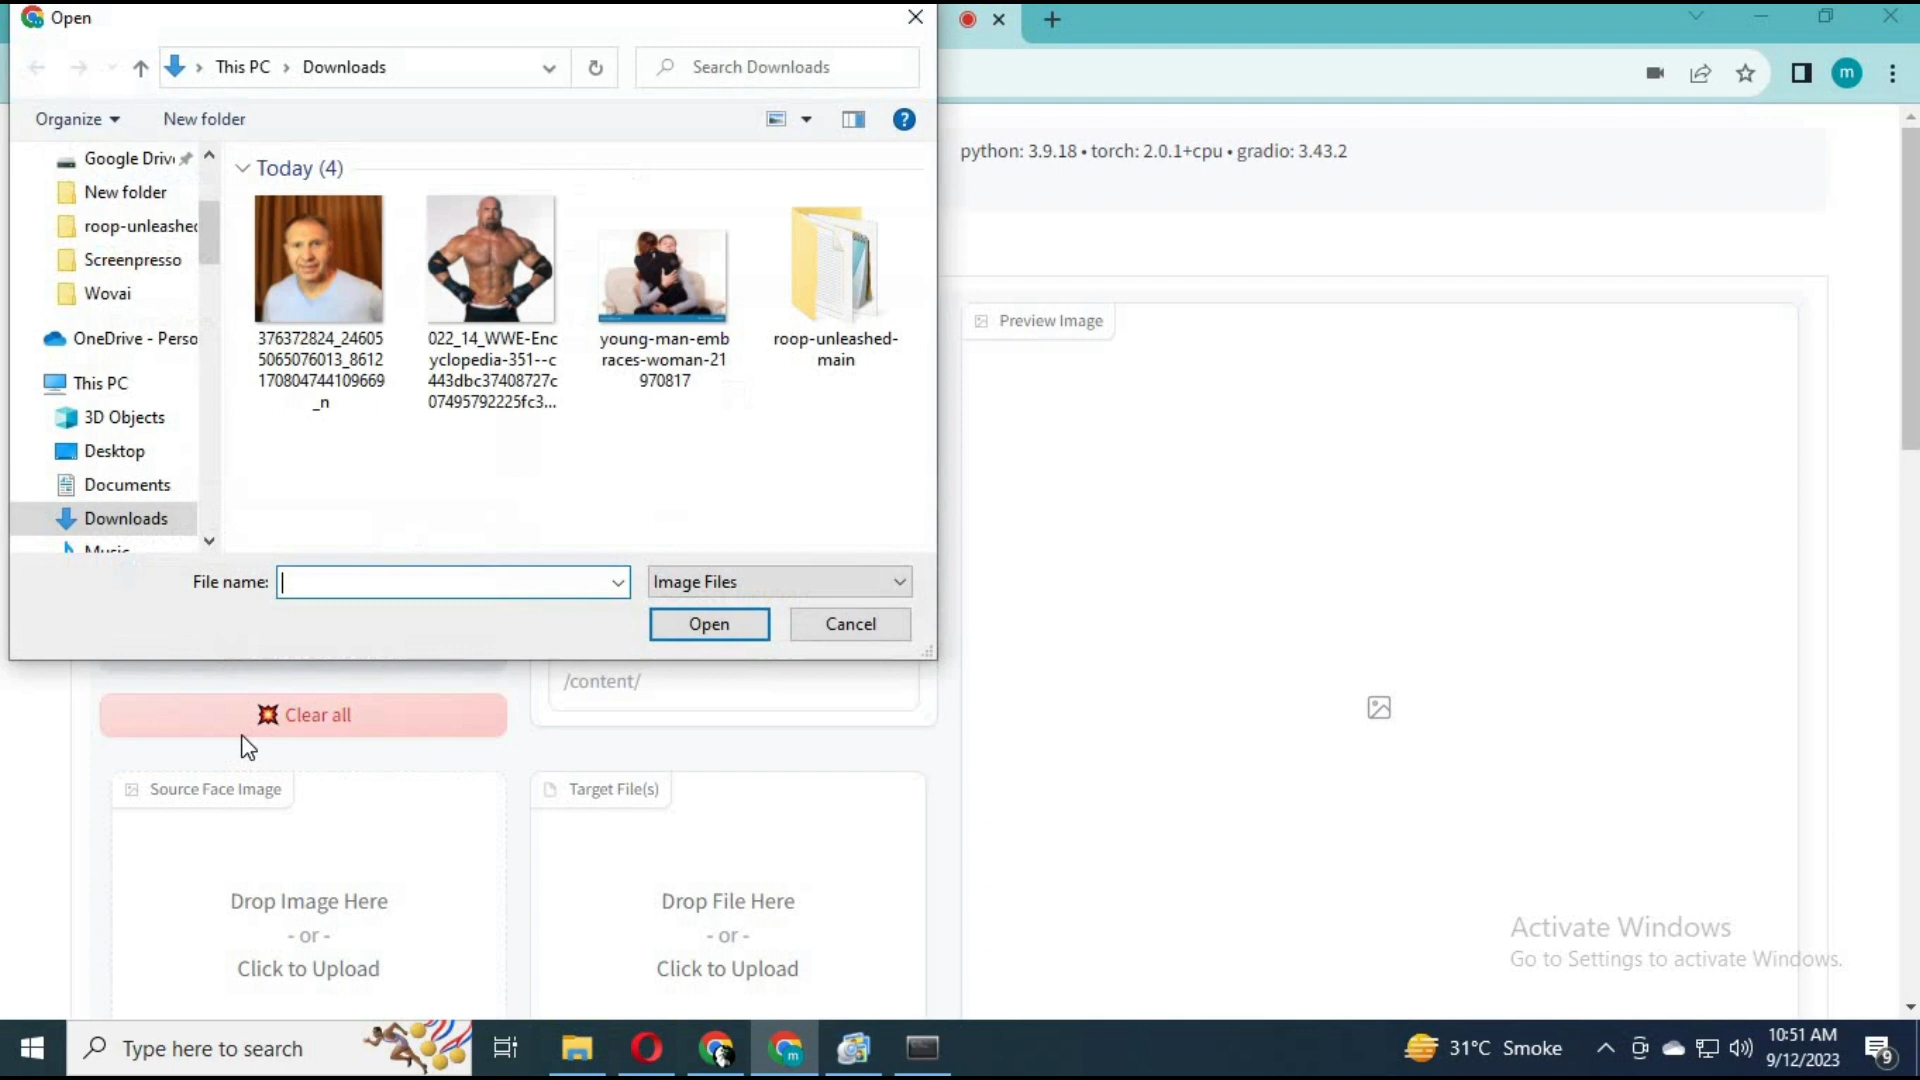 Open
This PC
Downloads
Search Downloads
m
Organize
New folder
Google Driv
New folder
roop-unleashed
Screenpresso
Wovai
OneDrive - Perso
This PC
3D Objects
Desktop
Documents
Downloads
Music
Today (4)
376372824_24605
5065076013_8612
170804744109669
_n
022_14_WWE-Enc
yclopedia-351--c
443dbc37408727c
07495792225fc3...
young-man-emb
races-woman-21
970817
roop-unleashed-
main
File name:
Image Files
Open
Cancel
python: 3.9.18 • torch: 2.0.1+cpu • gradio: 3.43.2
Preview Image
/content/
Clear all
Source Face Image
Drop Image Here
- or -
Click to Upload
Target File(s)
Drop File Here
- or -
Click to Upload
Activate Windows
Go to Settings to activate Windows.
Type here to search
m
31°C Smoke
10:51 AM
9/12/2023
9